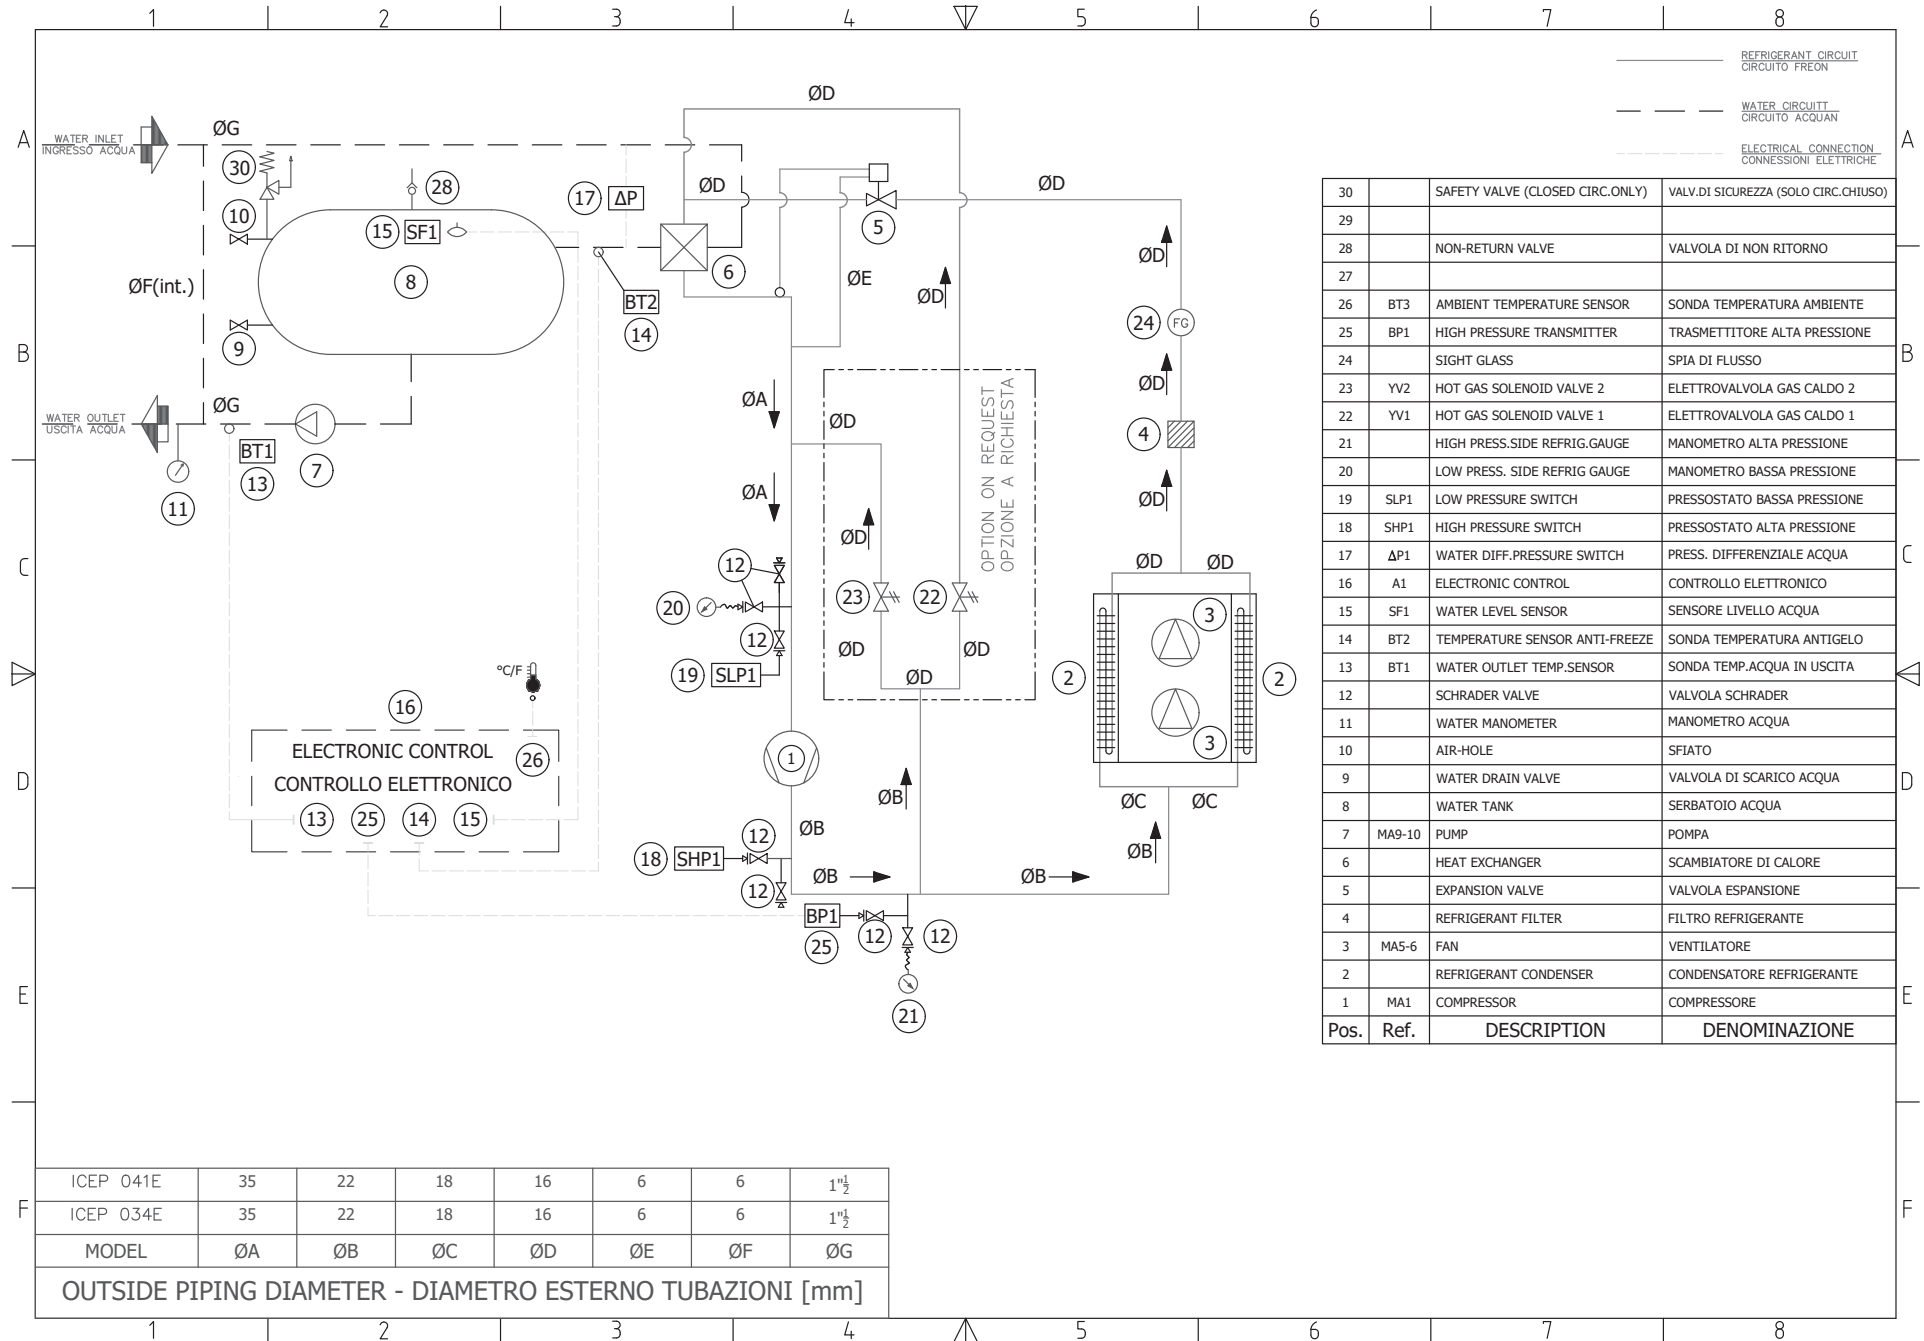 1 2 3 4 5 6 7 8
REFRIGERANT CIRCUIT
CIRCUITO FREON
WATER CIRCUITT
CIRCUITO ACQUAN
ELECTRICAL CONNECTION
CONNESSIONI ELETTRICHE
A
WATER INLET
INGRESSO ACQUA
ØG
ØD
A
30
28
17 ΔP
ØD
ØD
10
15 SF1
5
B
ØF(int.)
8
6
ØE
ØD
ØD
BT2
14
24 FG
9
B
ØA
ØD
WATER OUTLET
USCITA ACQUA
ØG
ØD
4
BT1
13
7
11
ØA
ØD
OPTION ON REQUEST
OPZIONE A RICHIESTA
ØD
C
12
ØD ØD
C
20
23
22
3
12
ØD
ØD
19 SLP1
ØD
2
2
°C/F
16
ELECTRONIC CONTROL
CONTROLLO ELETTRONICO
26
1
3
D
D
13 25 14 15
ØB
ØC ØC
12
ØB
ØB
18 SHP1
12
ØB
ØB
BP1
25
12
12
21
E
E
30 SAFETY VALVE (CLOSED CIRC.ONLY) VALV.DI SICUREZZA (SOLO CIRC.CHIUSO)
29
28 NON-RETURN VALVE VALVOLA DI NON RITORNO
27
26 BT3 AMBIENT TEMPERATURE SENSOR SONDA TEMPERATURA AMBIENTE
25 BP1 HIGH PRESSURE TRANSMITTER TRASMETTITORE ALTA PRESSIONE
24 SIGHT GLASS SPIA DI FLUSSO
23 YV2 HOT GAS SOLENOID VALVE 2 ELETTROVALVOLA GAS CALDO 2
22 YV1 HOT GAS SOLENOID VALVE 1 ELETTROVALVOLA GAS CALDO 1
21 HIGH PRESS.SIDE REFRIG.GAUGE MANOMETRO ALTA PRESSIONE
20 LOW PRESS. SIDE REFRIG GAUGE MANOMETRO BASSA PRESSIONE
19 SLP1 LOW PRESSURE SWITCH PRESSOSTATO BASSA PRESSIONE
18 SHP1 HIGH PRESSURE SWITCH PRESSOSTATO ALTA PRESSIONE
17 ΔP1 WATER DIFF.PRESSURE SWITCH PRESS. DIFFERENZIALE ACQUA
16 A1 ELECTRONIC CONTROL CONTROLLO ELETTRONICO
15 SF1 WATER LEVEL SENSOR SENSORE LIVELLO ACQUA
14 BT2 TEMPERATURE SENSOR ANTI-FREEZE SONDA TEMPERATURA ANTIGELO
13 BT1 WATER OUTLET TEMP.SENSOR SONDA TEMP.ACQUA IN USCITA
12 SCHRADER VALVE VALVOLA SCHRADER
11 WATER MANOMETER MANOMETRO ACQUA
10 AIR-HOLE SFIATO
9 WATER DRAIN VALVE VALVOLA DI SCARICO ACQUA
8 WATER TANK SERBATOIO ACQUA
7 MA9-10 PUMP POMPA
6 HEAT EXCHANGER SCAMBIATORE DI CALORE
5 EXPANSION VALVE VALVOLA ESPANSIONE
4 REFRIGERANT FILTER FILTRO REFRIGERANTE
3 MA5-6 FAN VENTILATORE
2 REFRIGERANT CONDENSER CONDENSATORE REFRIGERANTE
1 MA1 COMPRESSOR COMPRESSORE
Pos. Ref. DESCRIPTION DENOMINAZIONE
F
F
ICEP 041E 35 22 18 16 6 6 1"½
ICEP 034E 35 22 18 16 6 6 1"½
MODEL ØA ØB ØC ØD ØE ØF ØG
OUTSIDE PIPING DIAMETER - DIAMETRO ESTERNO TUBAZIONI [mm]
1 2 3 4 5 6 7 8